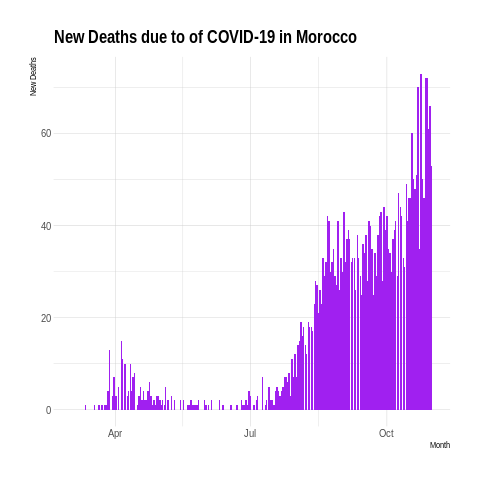 New Deaths due to of COVID-19 in Morocco
New Deaths
60
40
20
0
Apr
Jul
Oct
Month